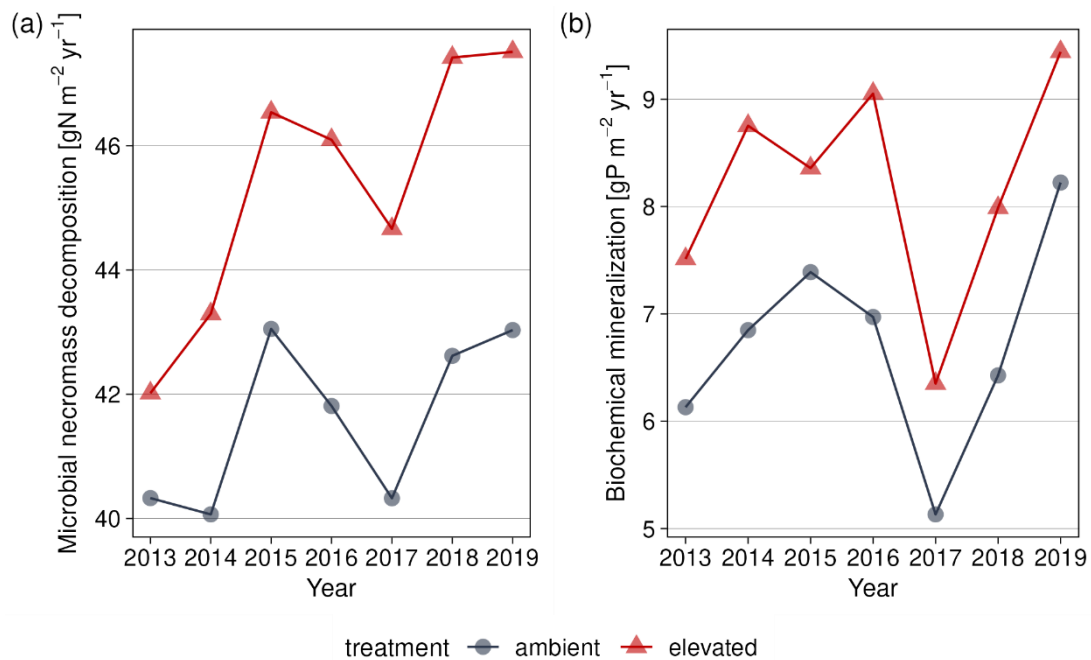 (a)
Microbial necromass decomposition [gN m⁻² yr⁻¹]
46
44
42
40
2013 2014 2015 2016 2017 2018 2019
Year
(b)
Biochemical mineralization [gP m⁻² yr⁻¹]
9
8
7
6
5
2013 2014 2015 2016 2017 2018 2019
Year
treatment ambient elevated